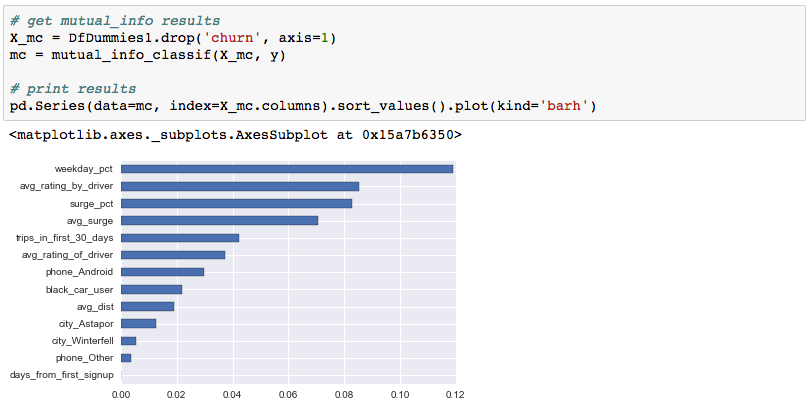 # get mutual_info results
X_mc = DfDummies1.drop('churn', axis=1)
mc = mutual_info_classif(X_mc, y)
# print results
pd.Series(data=mc, index=X_mc.columns).sort_values().plot(kind='barh')
<matplotlib.axes._subplots.AxesSubplot at 0x15a7b6350>
weekday_pct
avg_rating_by_driver
surge_pct
avg_surge
trips_in_first_30_days
avg_rating_of_driver
phone_Android
black_car_user
avg_dist
city_Astapor
city_Winterfell
phone_Other
days_from_first_signup
0.00 0.02 0.04 0.06 0.08 0.10 0.12